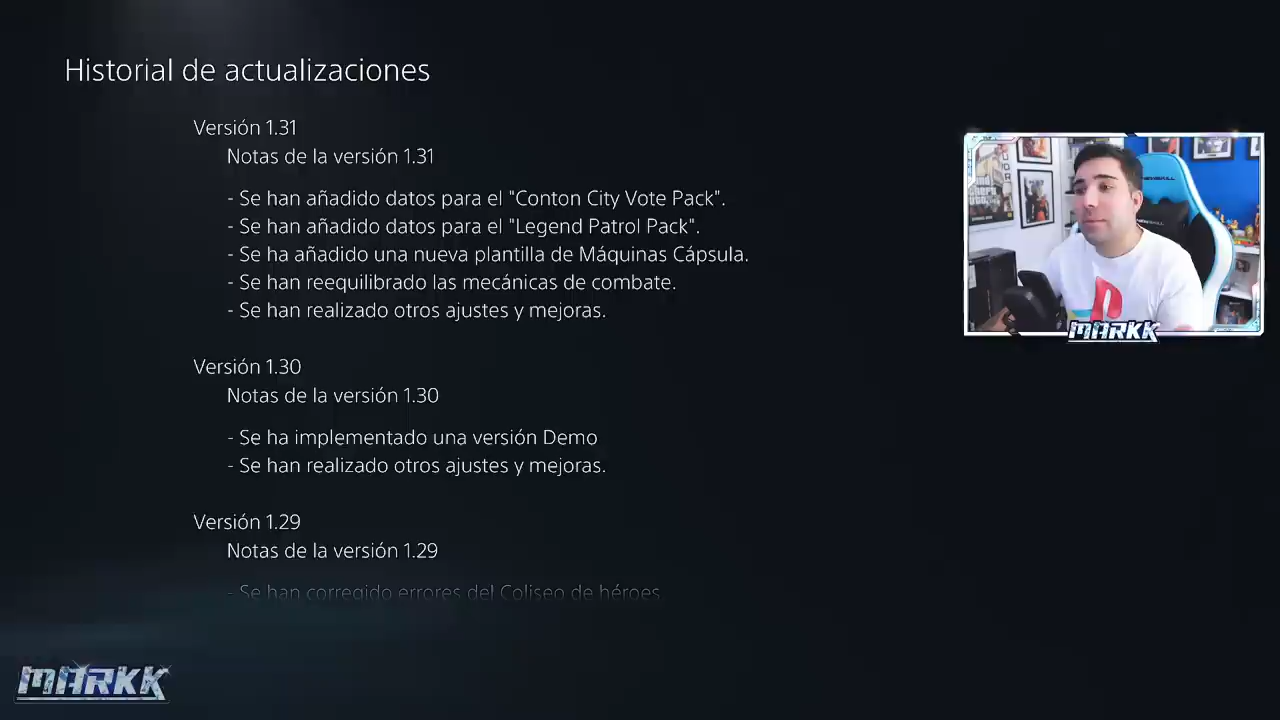 Historial de actualizaciones
Versión 1.31
Notas de la versión 1.31
- Se han añadido datos para el "Conton City Vote Pack".
- Se han añadido datos para el "Legend Patrol Pack".
- Se ha añadido una nueva plantilla de Máquinas Cápsula.
- Se han reequilibrado las mecánicas de combate.
- Se han realizado otros ajustes y mejoras.
MARKK
Versión 1.30
Notas de la versión 1.30
- Se ha implementado una versión Demo
- Se han realizado otros ajustes y mejoras.
Versión 1.29
Notas de la versión 1.29
- Se han corregido errores del Coliseo de héroes
MARKK